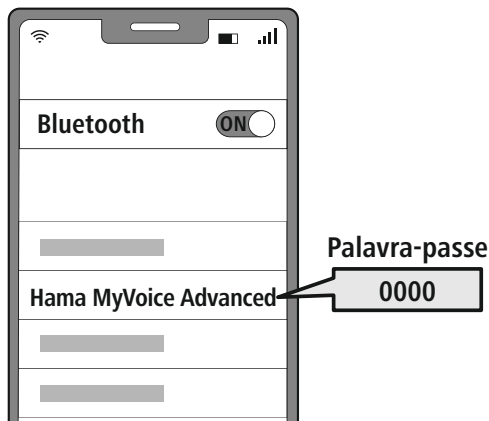 Bluetooth
ON
Palavra-passe
Hama MyVoice Advanced
0000